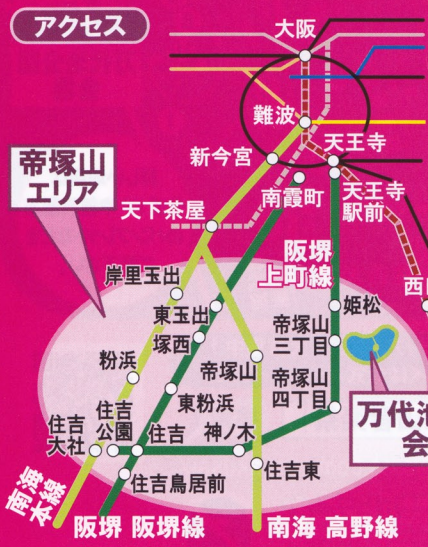 アクセス
大阪
難波
新今宮
天王寺
帝塚山
エリア
南霞町
天王寺
駅前
天下茶屋
阪堺
上町線
岸里玉出
東玉出
姫松
塚西
帝塚山
三丁目
粉浜
帝塚山
東粉浜
帝塚山
四丁目
万代池
会
住吉
大社
住吉
公園
住吉
神ノ木
住吉東
住吉鳥居前
南海
本線
阪堺 阪堺線
南海 高野線